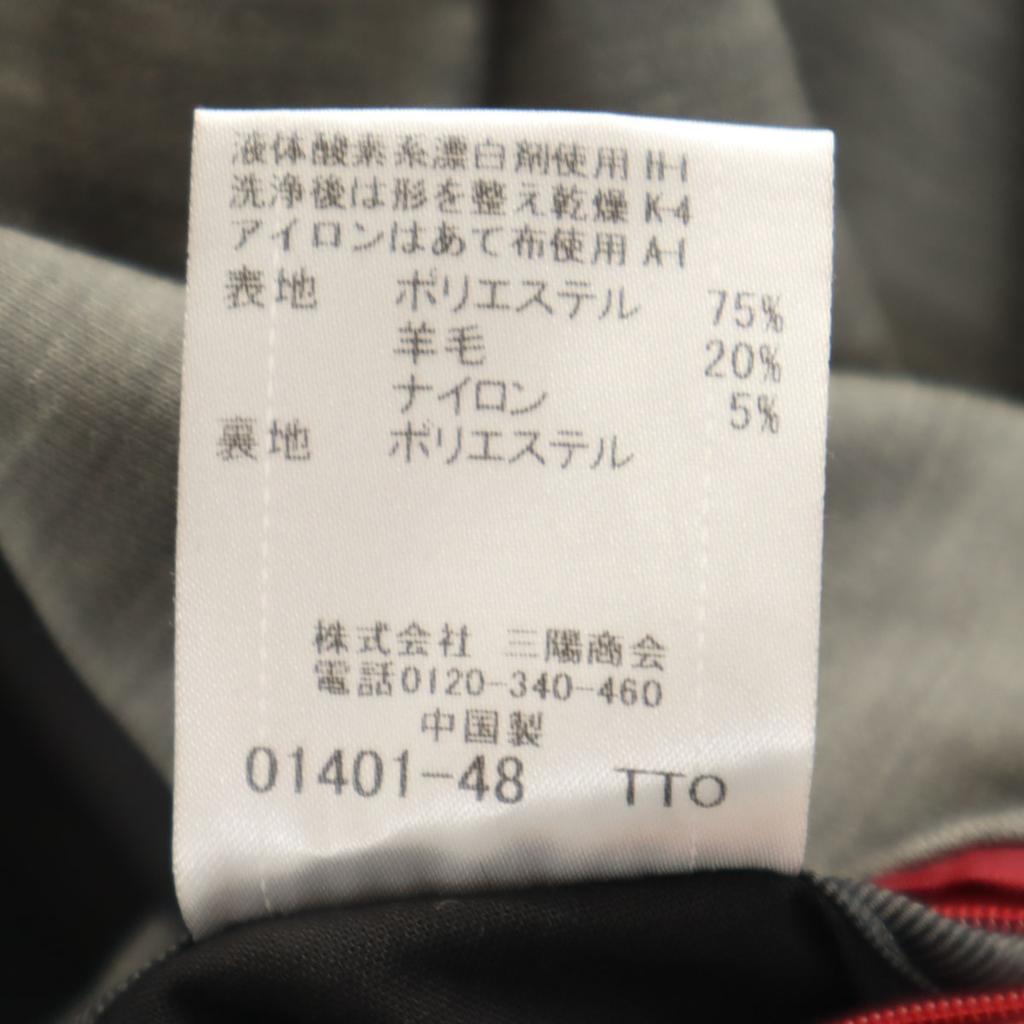 液体酸素系漂白剤使用 H-1
洗浄後は形を整え乾燥 K-4
アイロンはあて布使用 A-1
表地 ポリエステル 75%
羊毛 20%
ナイロン 5%
裏地 ポリエステル
株式会社 三陽商会
電話0120-340-460
中国製
01401-48 TTO